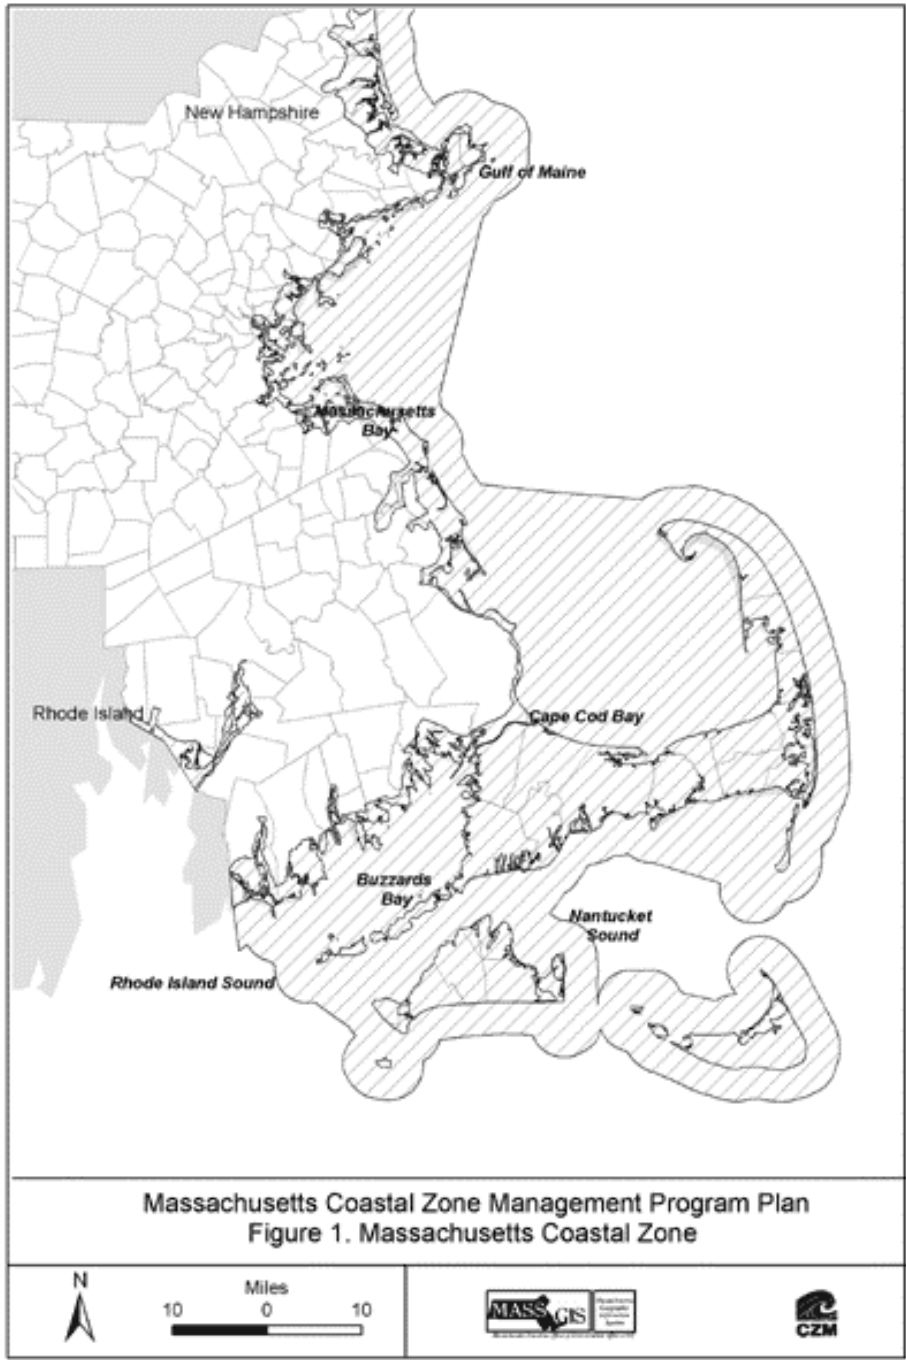 New Hampshire
Gulf of Maine
Massachusetts
Bay
Rhode Island
Cape Cod Bay
Buzzards
Bay
Nantucket
Sound
Rhode Island Sound
Massachusetts Coastal Zone Management Program Plan
Figure 1. Massachusetts Coastal Zone
N
Miles
10 0 10
MASS GIS
CZM